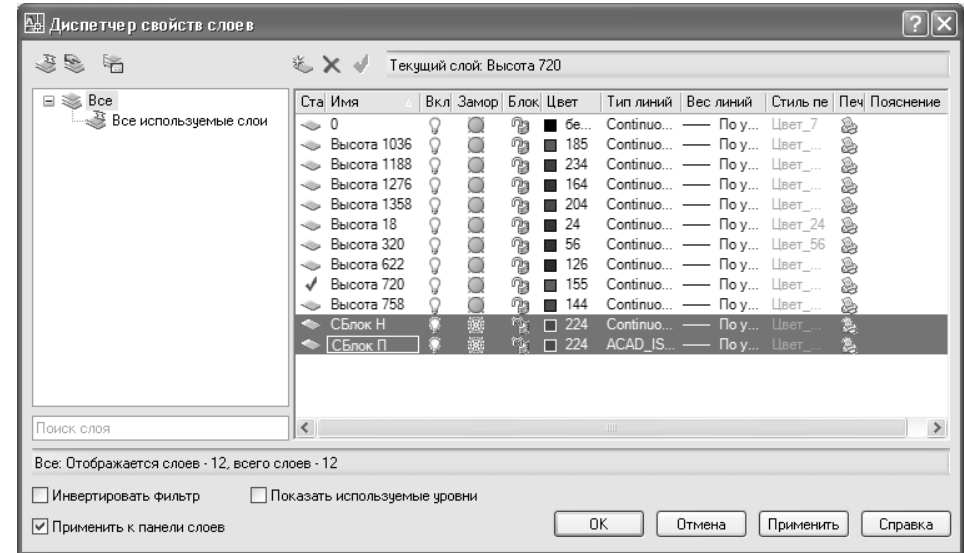 Диспетчер свойств слоев
Текущий слой: Высота 720
Все
Все используемые слои
Ста Имя Вкл Замор Блок Цвет Тип линий Вес линий Стиль пе Печ Пояснение
0 бе... Continuo... По у... Цвет_7
Высота 1036 185 Continuo... По у... Цвет_...
Высота 1188 234 Continuo... По у... Цвет_...
Высота 1276 164 Continuo... По у... Цвет_...
Высота 1358 204 Continuo... По у... Цвет_...
Высота 18 24 Continuo... По у... Цвет_24
Высота 320 56 Continuo... По у... Цвет_56
Высота 622 126 Continuo... По у... Цвет_...
Высота 720 155 Continuo... По у... Цвет_...
Высота 758 144 Continuo... По у... Цвет_...
СБлок Н 224 Continuo... По у... Цвет_...
СБлок П 224 ACAD_IS... По у... Цвет_...
Поиск слоя
Все: Отображается слоев - 12, всего слоев - 12
Инвертировать фильтр Показать используемые уровни
Применить к панели слоев
OK Отмена Применить Справка